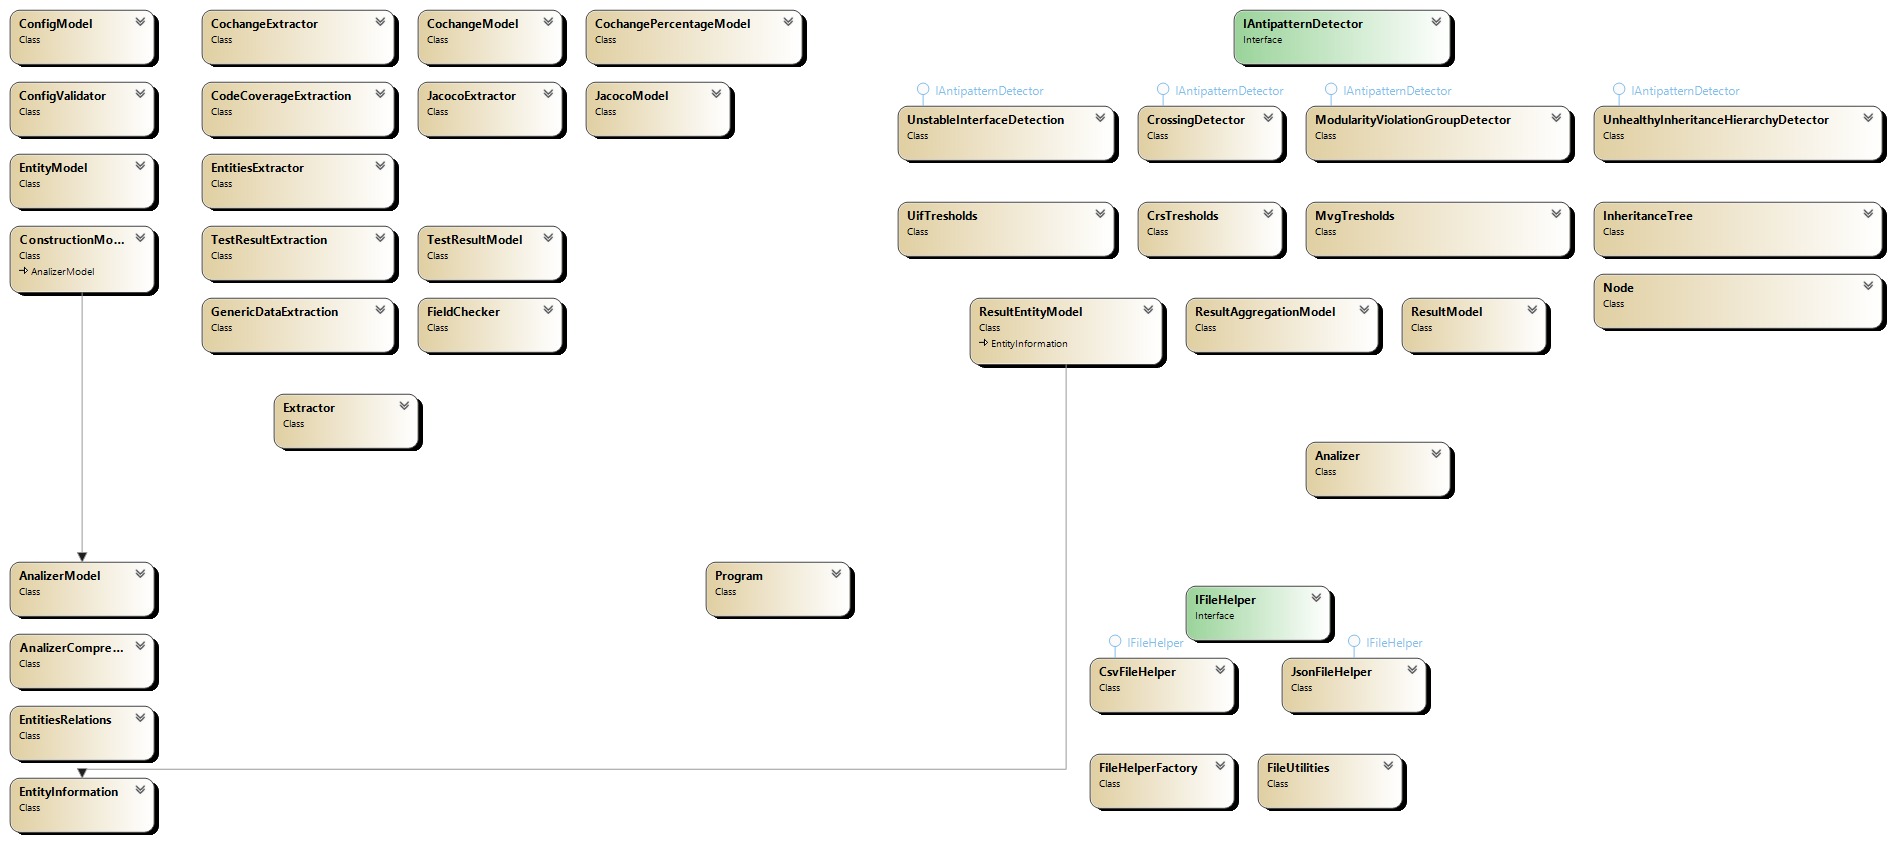 ConfigModel
Class
CochangeExtractor
Class
CochangeModel
Class
CochangePercentageModel
Class
IAntipatternDetector
Interface
ConfigValidator
Class
CodeCoverageExtraction
Class
JacocoExtractor
Class
JacocoModel
Class
IAntipatternDetector
UnstableInterfaceDetection
Class
IAntipatternDetector
CrossingDetector
Class
IAntipatternDetector
ModularityViolationGroupDetector
Class
IAntipatternDetector
UnhealthyInheritanceHierarchyDetector
Class
EntityModel
Class
EntitiesExtractor
Class
UifTresholds
Class
CrsTresholds
Class
MvgTresholds
Class
InheritanceTree
Class
ConstructionMo...
Class
AnalizerModel
TestResultExtraction
Class
TestResultModel
Class
Node
Class
GenericDataExtraction
Class
FieldChecker
Class
ResultEntityModel
Class
EntityInformation
ResultAggregationModel
Class
ResultModel
Class
Extractor
Class
Analizer
Class
AnalizerModel
Class
Program
Class
IFileHelper
Interface
AnalizerCompre...
Class
IFileHelper
CsvFileHelper
Class
IFileHelper
JsonFileHelper
Class
EntitiesRelations
Class
FileHelperFactory
Class
FileUtilities
Class
EntityInformation
Class